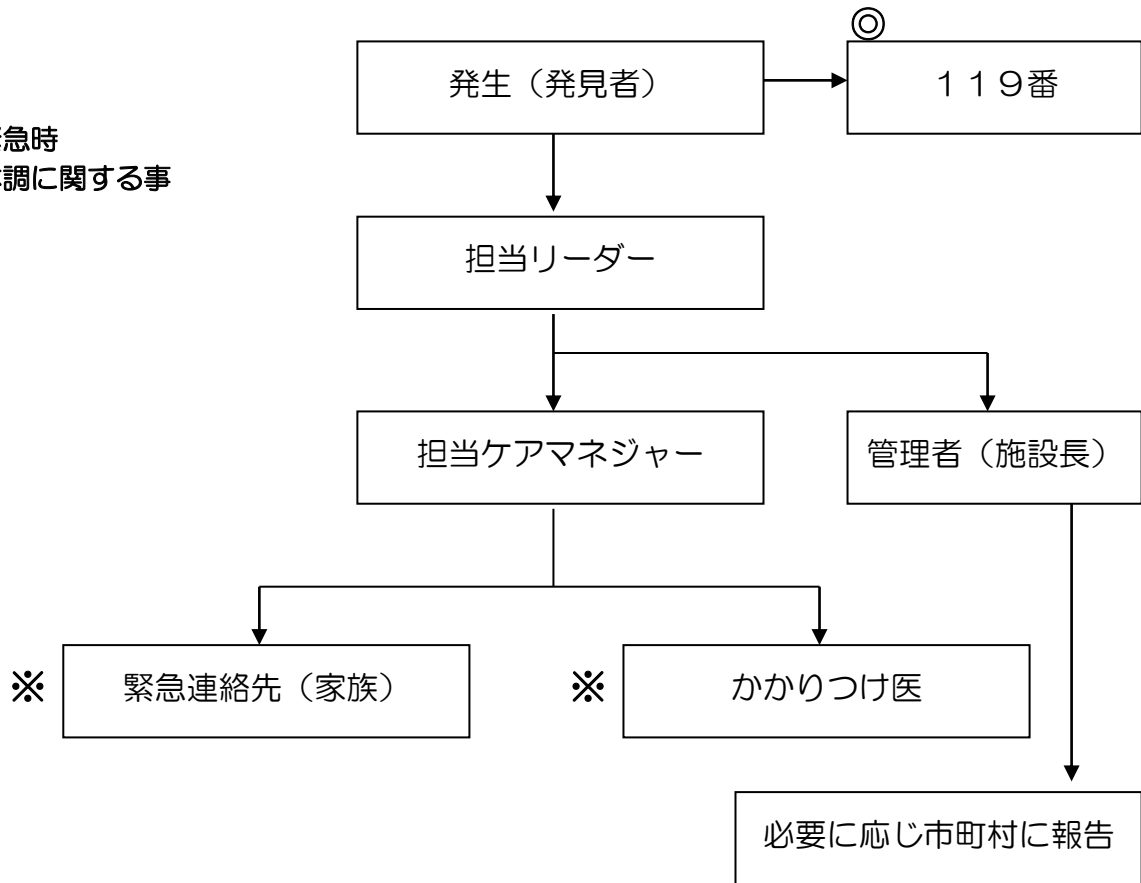 ◎
発生（発見者）
１１９番
急時
調に関する事
担当リーダー
担当ケアマネジャー
管理者（施設長）
※
緊急連絡先（家族）
※
かかりつけ医
必要に応じ市町村に報告